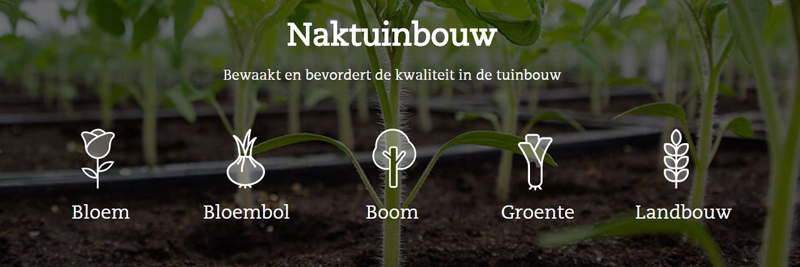 Naktuinbouw
Bewaakt en bevordert de kwaliteit in de tuinbouw
Bloem Bloembol Boom Groente Landbouw